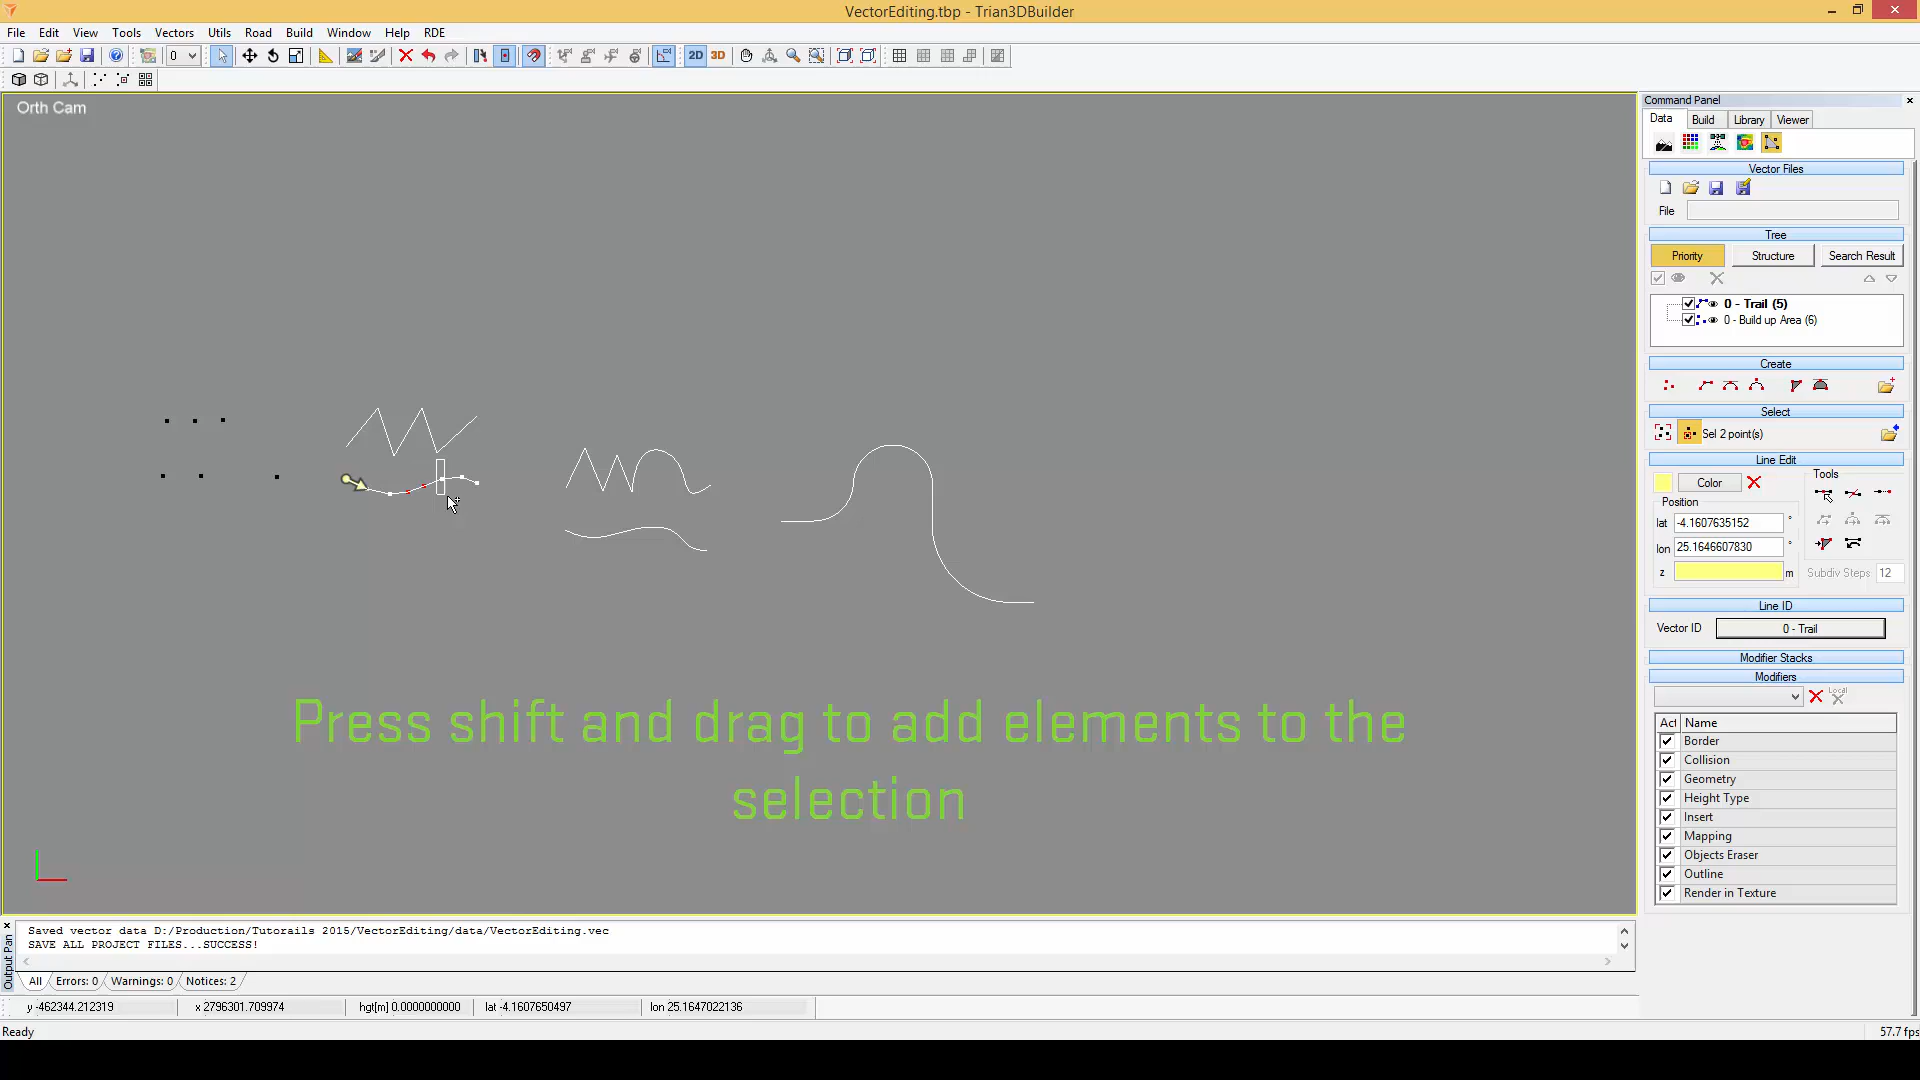 VectorEditing.tbp - Trian3DBuilder
File Edit View Tools Vectors Utils Road Build Window Help RDE
0 2D 3D
Orth Cam
Command Panel
Data Build Library Viewer
Vector Files
File
Tree
Priority Structure Search Result
0 - Trail (5)
0 - Build up Area (6)
Create
Select
Sel 2 point(s)
Line Edit
Color Tools
Position
lat -4.1607635152 °
lon 25.1646607830 °
z m Subdiv Steps 12
Line ID
Vector ID 0 - Trail
Modifier Stacks
Modifiers
Local
Act Name
Border
Collision
Geometry
Height Type
Insert
Mapping
Objects Eraser
Outline
Render in Texture
Press shift and drag to add elements to the
selection
Output Pan
Saved vector data D:/Production/Tutorails 2015/VectorEditing/data/VectorEditing.vec
SAVE ALL PROJECT FILES...SUCCESS!
All Errors: 0 Warnings: 0 Notices: 2
y -462344.212319 x 2796301.709974 hgt[m] 0.0000000000 lat -4.1607650497 lon 25.1647022136
Ready 57.7 fps